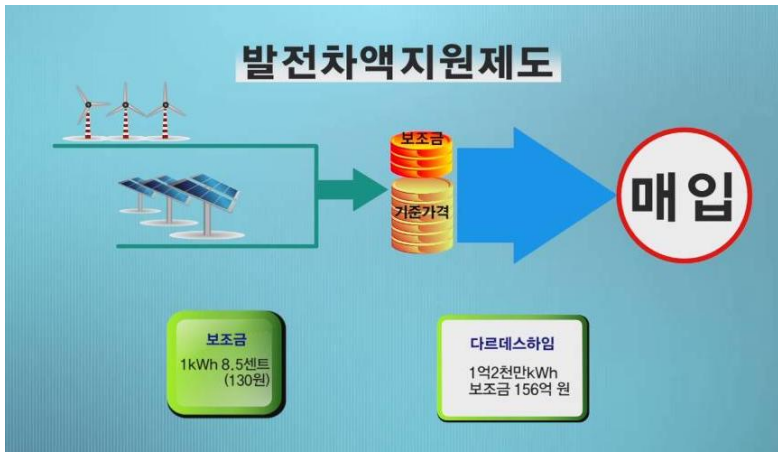 발전차액지원제도
보조금
기준가격
매입
보조금
1kWh 8.5센트
(130원)
다르데스하임
1억2천만kWh
보조금 156억 원